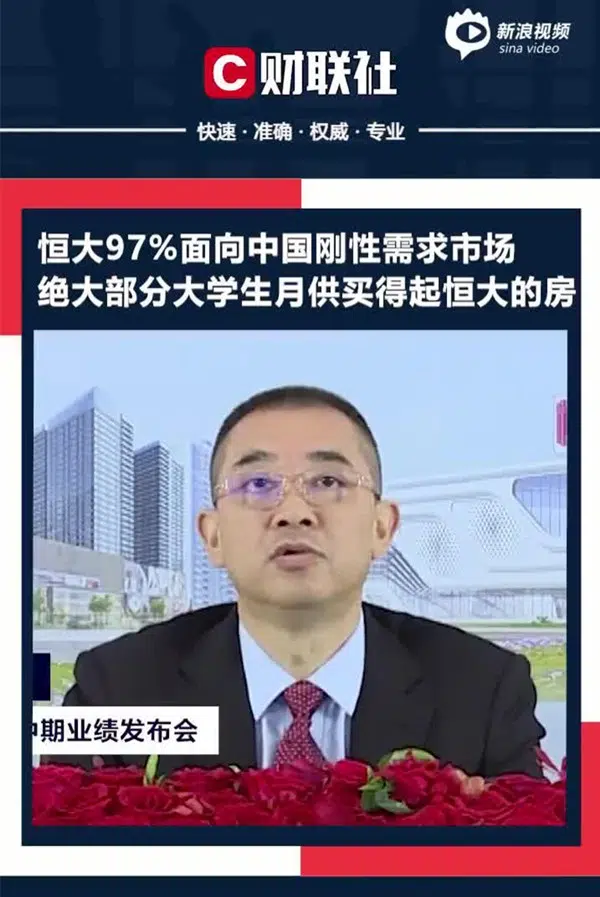 新浪视频
sina video
C 财联社
快速·准确·权威·专业
恒大97%面向中国刚性需求市场
绝大部分大学生月供买得起恒大的房
中期业绩发布会